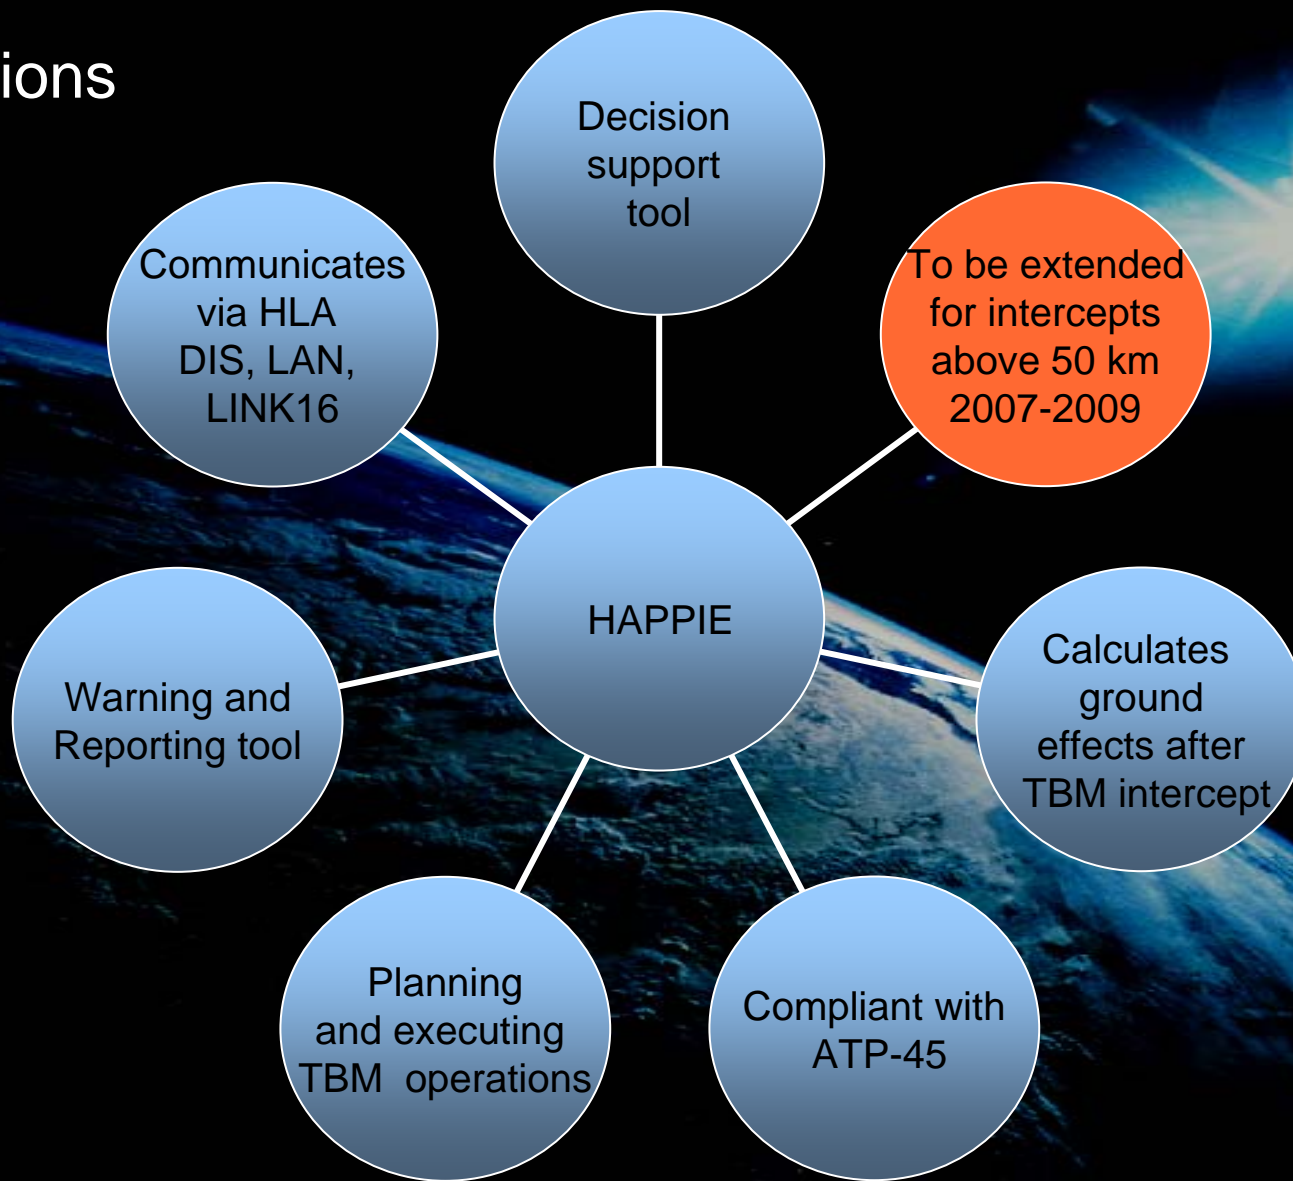 ions
Decision
support
tool
To be extended
for intercepts
above 50 km
2007-2009
Calculates
ground
effects after
TBM intercept
Compliant with
ATP-45
Planning
and executing
TBM  operations
Warning and
Reporting tool
Communicates
via HLA
DIS, LAN,
LINK16
HAPPIE